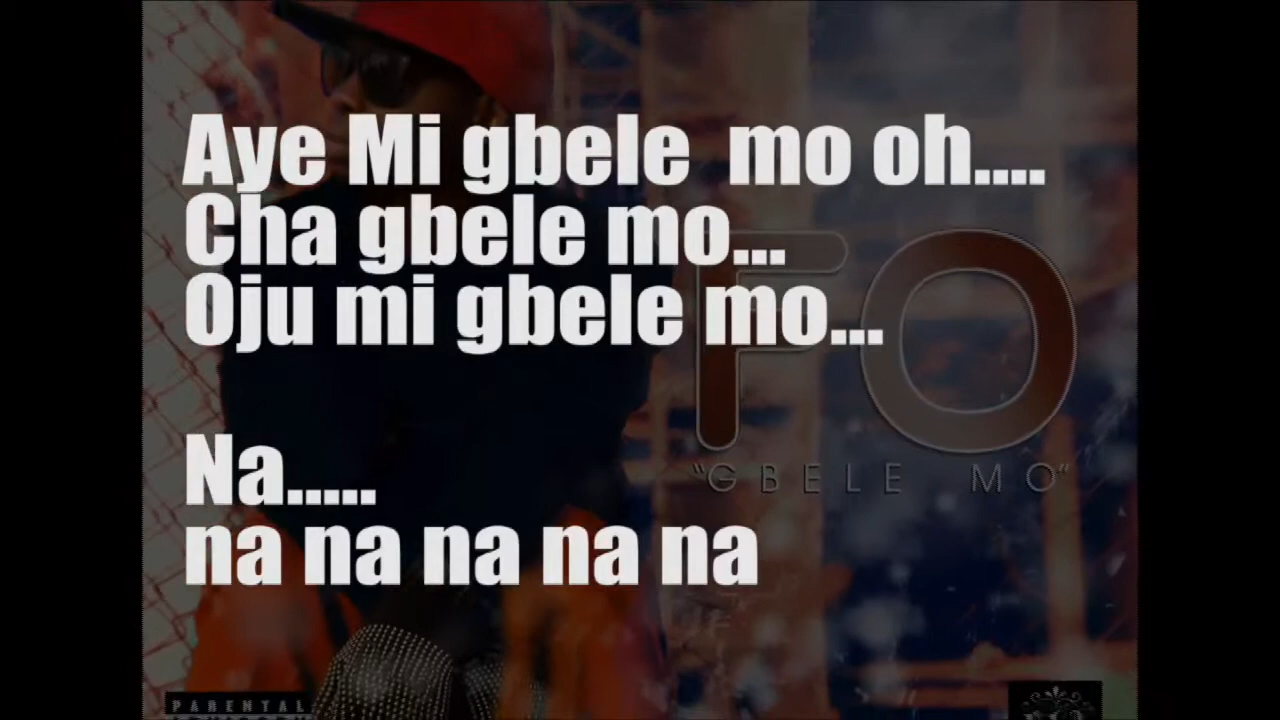 Aye Mi gbele mo oh....
Cha gbele mo...
Oju mi gbele mo...
FO
"GBELE MO"
Na.....
na na na na na
PARENTAL